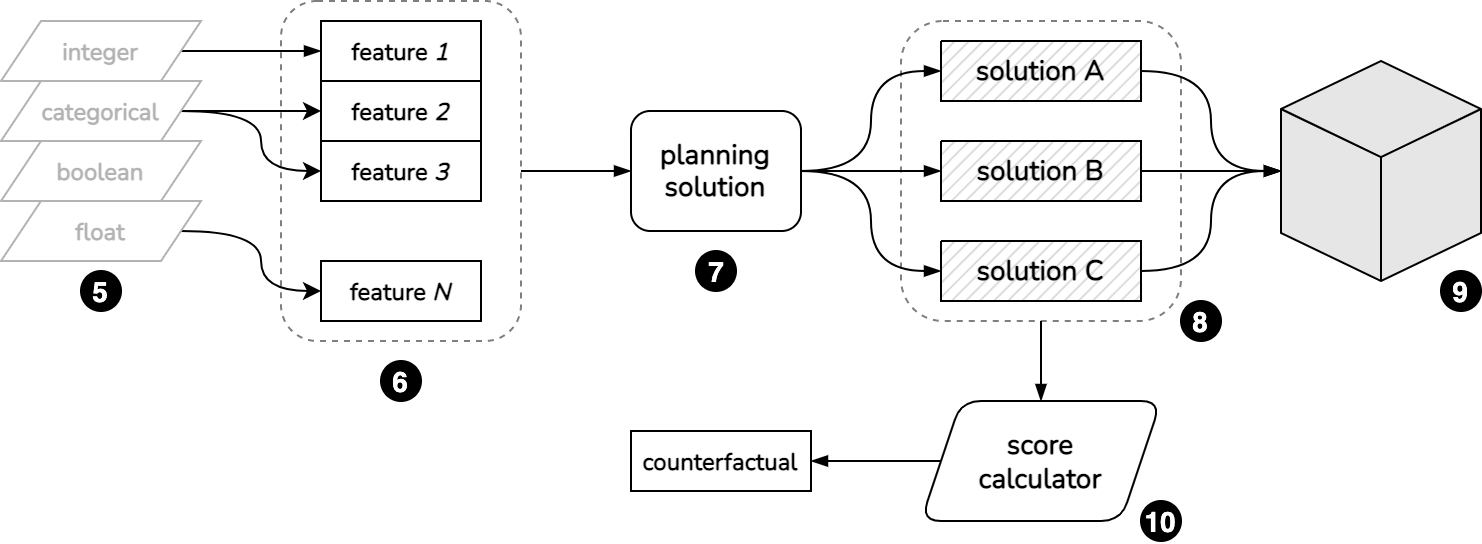 integer
categorical
boolean
float
5
feature 1
feature 2
feature 3
feature N
6
planning
solution
7
solution A
solution B
solution C
8
9
score
calculator
10
counterfactual